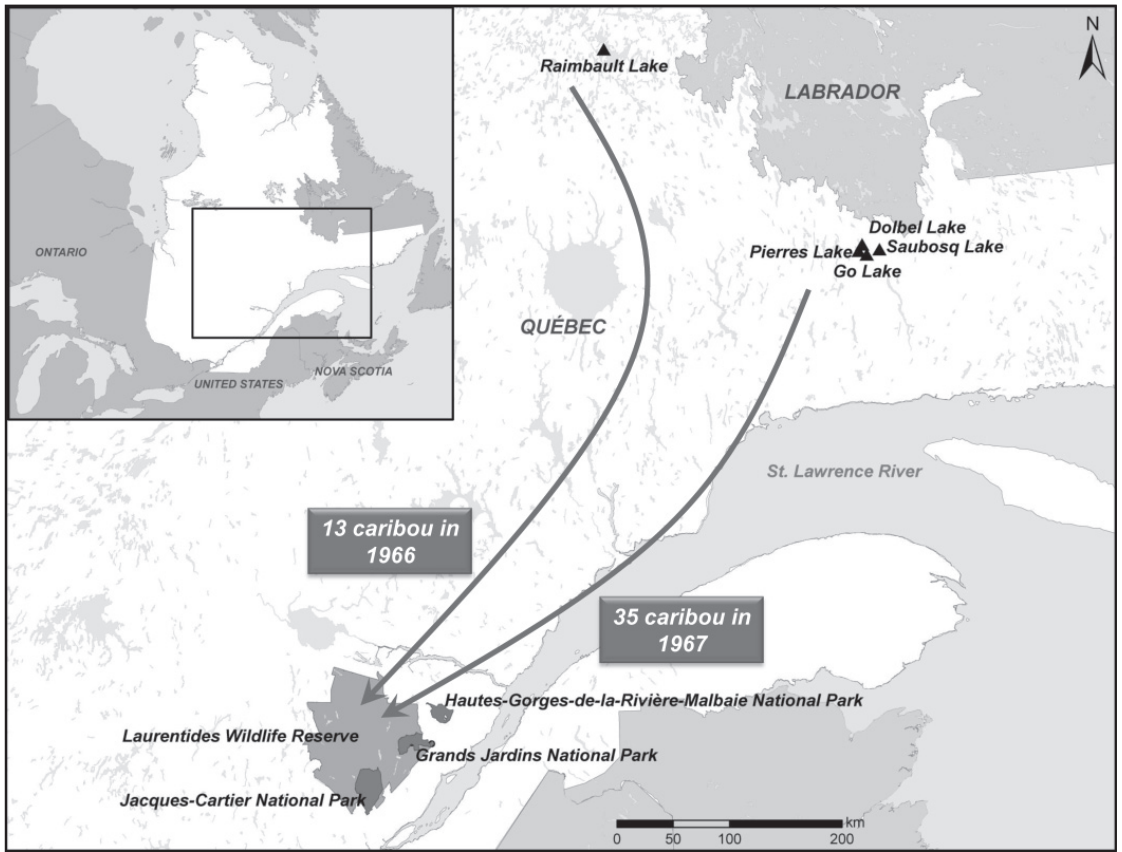 N
Raimbault Lake
LABRADOR
ONTARIO
Dolbel Lake
Pierres Lake
Saubosq Lake
Go Lake
QUÉBEC
NOVA SCOTIA
UNITED STATES
St. Lawrence River
13 caribou in
1966
35 caribou in
1967
Hautes-Gorges-de-la-Rivière-Malbaie National Park
Laurentides Wildlife Reserve
Grands Jardins National Park
Jacques-Cartier National Park
km
0 50 100 200